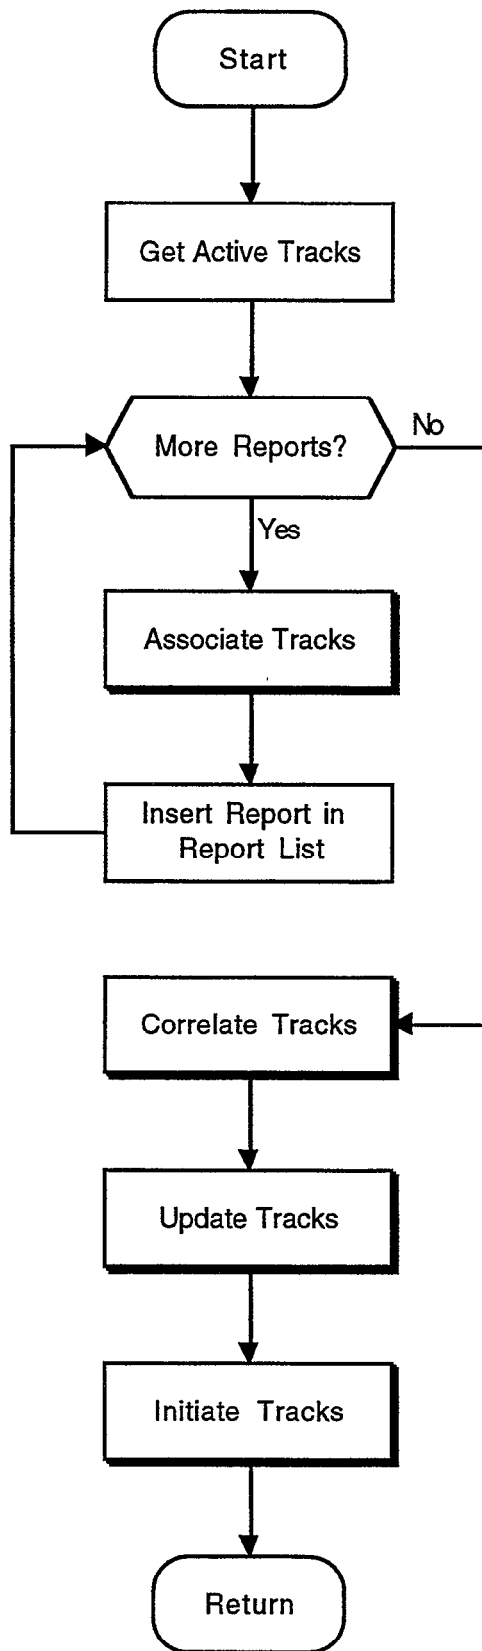 Start
Get Active Tracks
More Reports?
No
Yes
Associate Tracks
Insert Report in
Report List
Correlate Tracks
Update Tracks
Initiate Tracks
Return